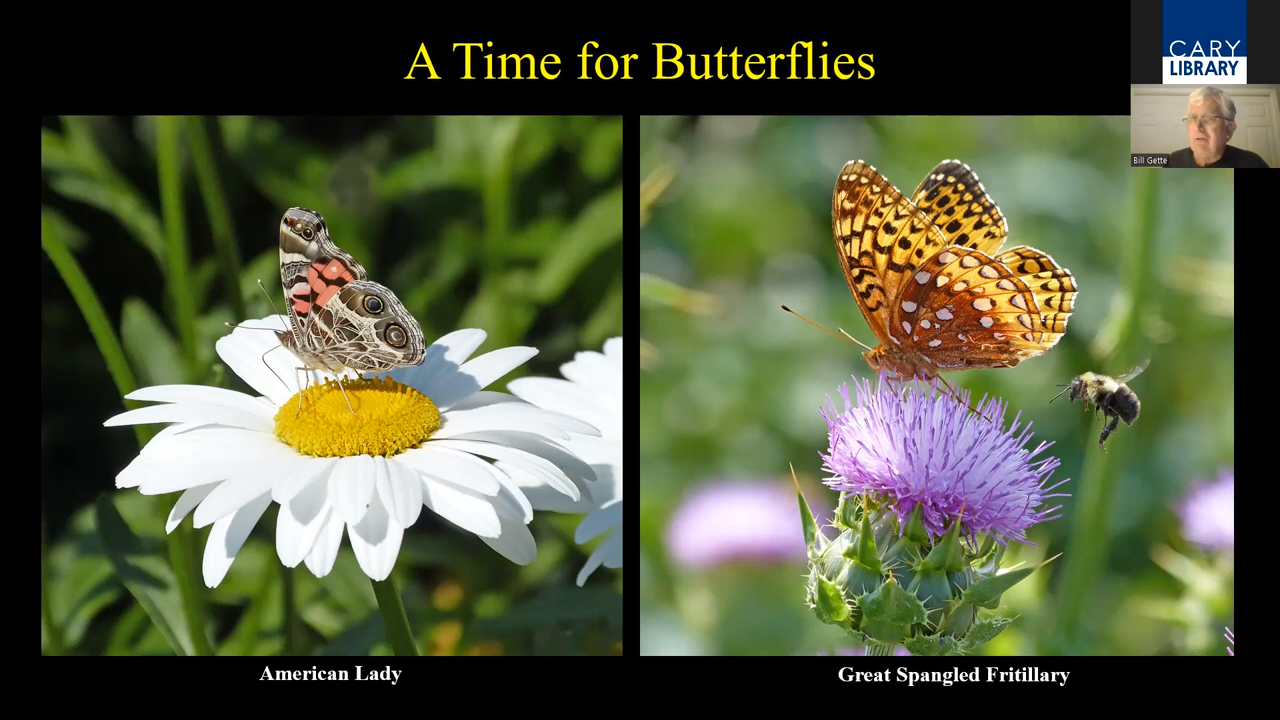 A Time for Butterflies
CARY
LIBRARY
Bill Gette
American Lady
Great Spangled Fritillary